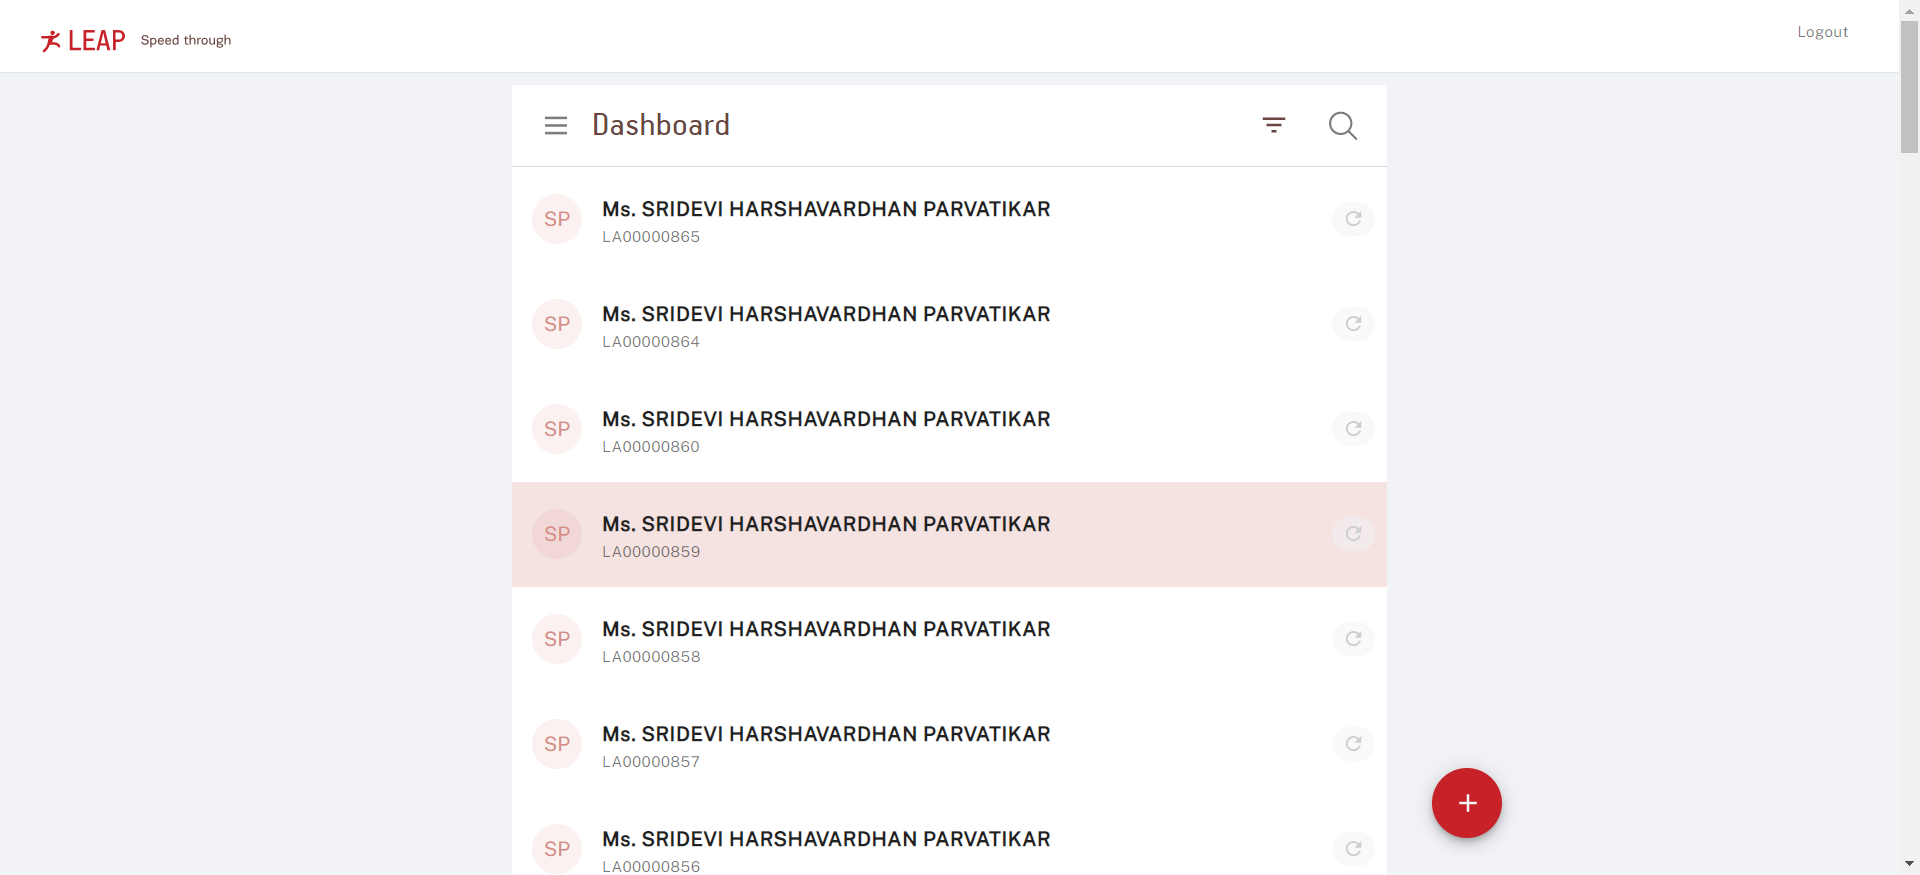 LEAP Speed through
Logout
Dashboard
SP
Ms. SRIDEVI HARSHAVARDHAN PARVATIKAR
LA00000865
SP
Ms. SRIDEVI HARSHAVARDHAN PARVATIKAR
LA00000864
SP
Ms. SRIDEVI HARSHAVARDHAN PARVATIKAR
LA00000860
SP
Ms. SRIDEVI HARSHAVARDHAN PARVATIKAR
LA00000859
SP
Ms. SRIDEVI HARSHAVARDHAN PARVATIKAR
LA00000858
SP
Ms. SRIDEVI HARSHAVARDHAN PARVATIKAR
LA00000857
SP
Ms. SRIDEVI HARSHAVARDHAN PARVATIKAR
LA00000856